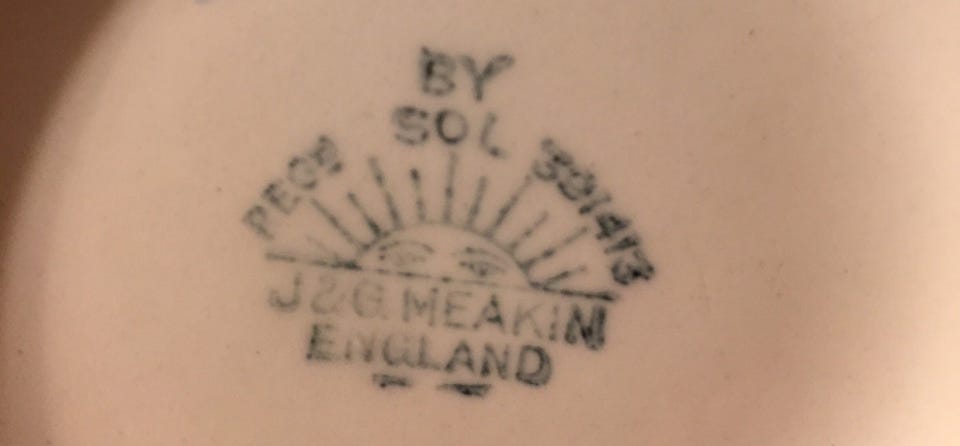 BY
SOL
REGD 391413
J & G. MEAKIN
ENGLAND